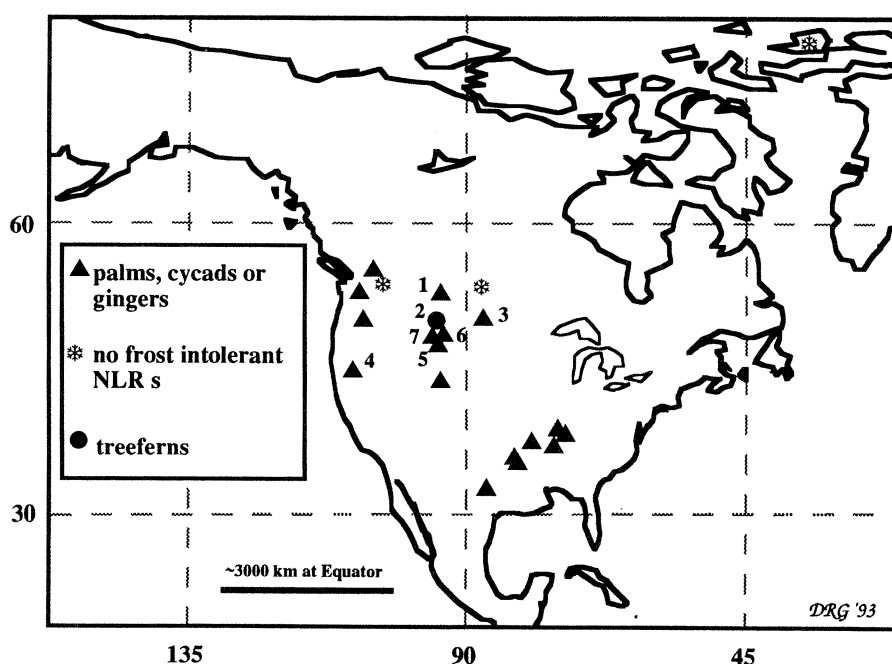 60
palms, cycads or
gingers
no frost intolerant
NLR s
treeferns
1
2
3
7
6
4
5
30
~3000 km at Equator
DRG '93
135
90
45